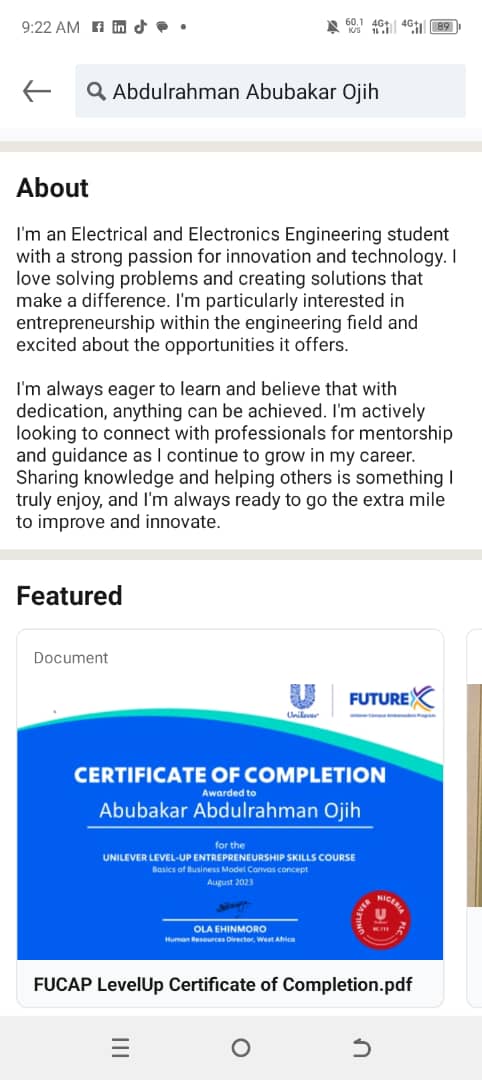 9:22 AM
60.1 K/S 4G+ 4G+ 89
Abdulrahman Abubakar Ojih
About
I'm an Electrical and Electronics Engineering student
with a strong passion for innovation and technology. I
love solving problems and creating solutions that
make a difference. I'm particularly interested in
entrepreneurship within the engineering field and
excited about the opportunities it offers.
I'm always eager to learn and believe that with
dedication, anything can be achieved. I'm actively
looking to connect with professionals for mentorship
and guidance as I continue to grow in my career.
Sharing knowledge and helping others is something I
truly enjoy, and I'm always ready to go the extra mile
to improve and innovate.
Featured
Document
Unilever
FUTUREX
Unilever Campus Ambassadors Program
CERTIFICATE OF COMPLETION
Awarded to
Abubakar Abdulrahman Ojih
for the
UNILEVER LEVEL-UP ENTREPRENEURSHIP SKILLS COURSE
Basics of Business Model Canvas concept
August 2023
OLA EHINMORO
Human Resources Director, West Africa
UNILEVER NIGERIA PLC
FUCAP LevelUp Certificate of Completion.pdf